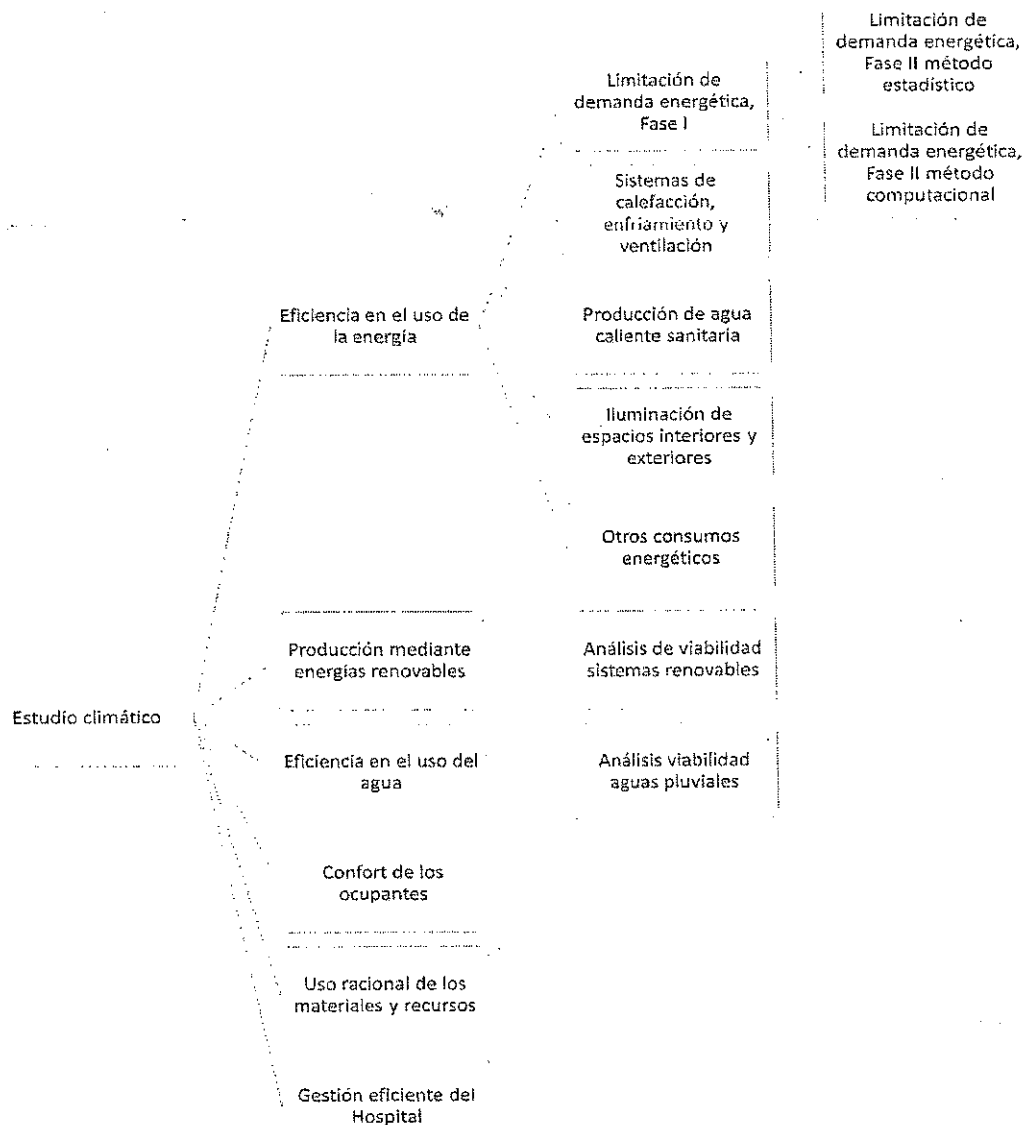 Limitación de
demanda energética,
Fase II método
estadístico
Limitación de
demanda energética,
Fase I
Limitación de
demanda energética,
Fase II método
computacional
Sistemas de
calefacción,
enfriamiento y
ventilación
Eficiencia en el uso de
la energía
Producción de agua
caliente sanitaria
Iluminación de
espacios interiores y
exteriores
Otros consumos
energéticos
Producción mediante
energías renovables
Análisis de viabilidad
sistemas renovables
Estudio climático
Eficiencia en el uso del
agua
Análisis viabilidad
aguas pluviales
Confort de los
ocupantes
Uso racional de los
materiales y recursos
Gestión eficiente del
Hospital